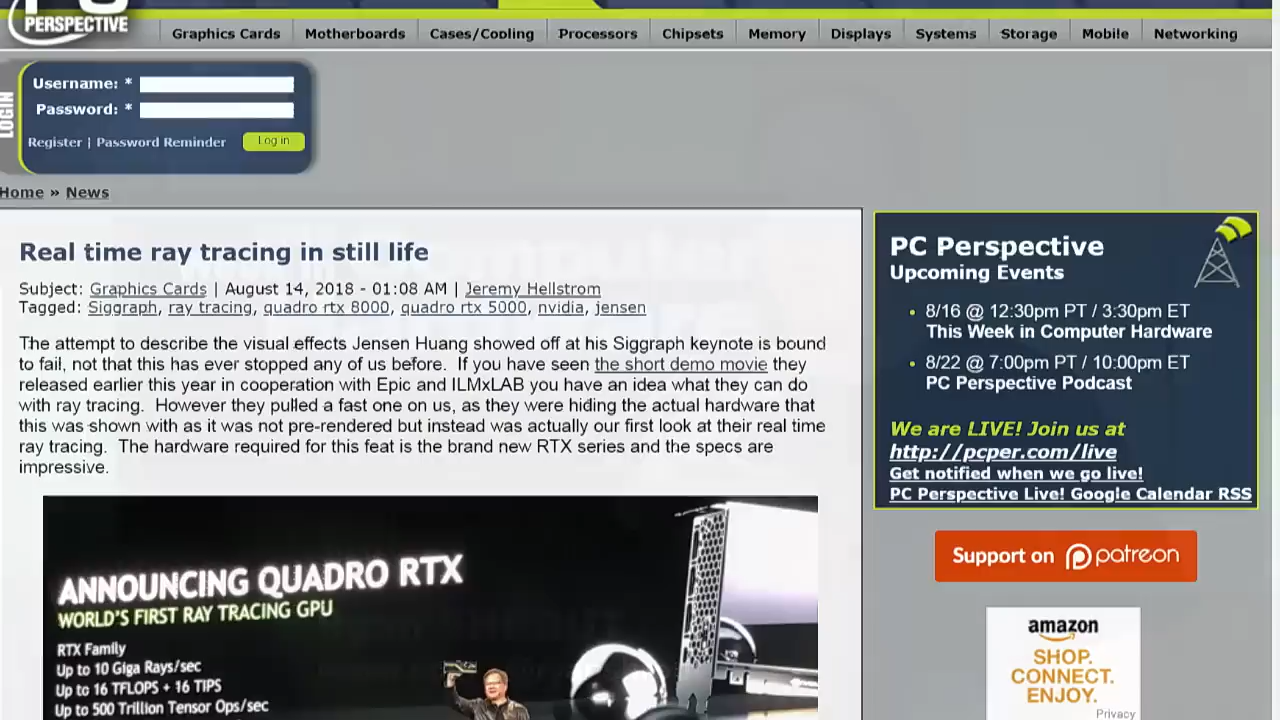 PERSPECTIVE
Graphics Cards Motherboards Cases/Cooling Processors Chipsets Memory Displays Systems Storage Mobile Networking
LOGIN
Username: *
Password: *
Register | Password Reminder Log in
Home » News
Real time ray tracing in still life
Subject: Graphics Cards | August 14, 2018 - 01:08 AM | Jeremy Hellstrom
Tagged: Siggraph, ray tracing, quadro rtx 8000, quadro rtx 5000, nvidia, jensen
The attempt to describe the visual effects Jensen Huang showed off at his Siggraph keynote is bound
to fail, not that this has ever stopped any of us before. If you have seen the short demo movie they
released earlier this year in cooperation with Epic and ILMxLAB you have an idea what they can do
with ray tracing. However they pulled a fast one on us, as they were hiding the actual hardware that
this was shown with as it was not pre-rendered but instead was actually our first look at their real time
ray tracing. The hardware required for this feat is the brand new RTX series and the specs are
impressive.
ANNOUNCING QUADRO RTX
WORLD'S FIRST RAY TRACING GPU
RTX Family
Up to 10 Giga Rays/sec
Up to 16 TFLOPS + 16 TIPS
Up to 500 Trillion Tensor Ops/sec
PC Perspective
Upcoming Events
8/16 @ 12:30pm PT / 3:30pm ET
This Week in Computer Hardware
8/22 @ 7:00pm PT / 10:00pm ET
PC Perspective Podcast
We are LIVE! Join us at
http://pcper.com/live
Get notified when we go live!
PC Perspective Live! Google Calendar RSS
Support on patreon
amazon
SHOP.
CONNECT.
ENJOY.
Privacy